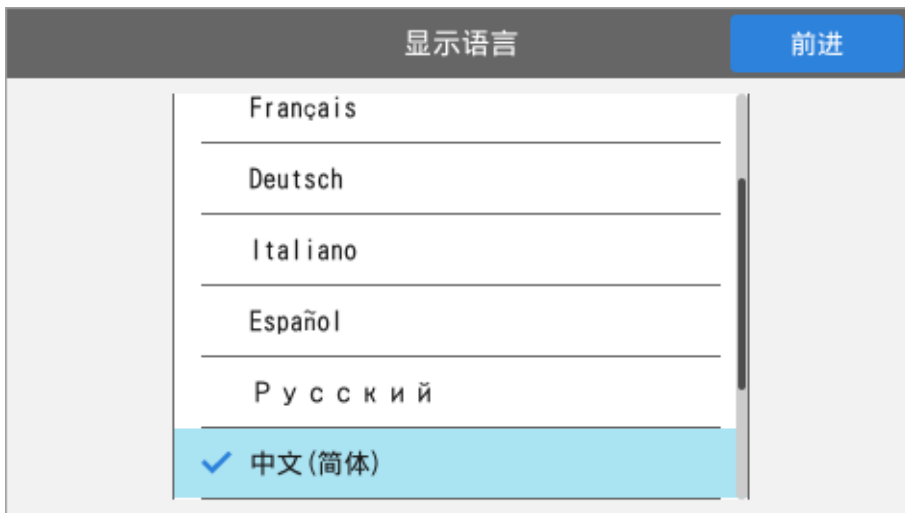 显示语言
前进
Français
Deutsch
Italiano
Español
Русский
中文(简体)